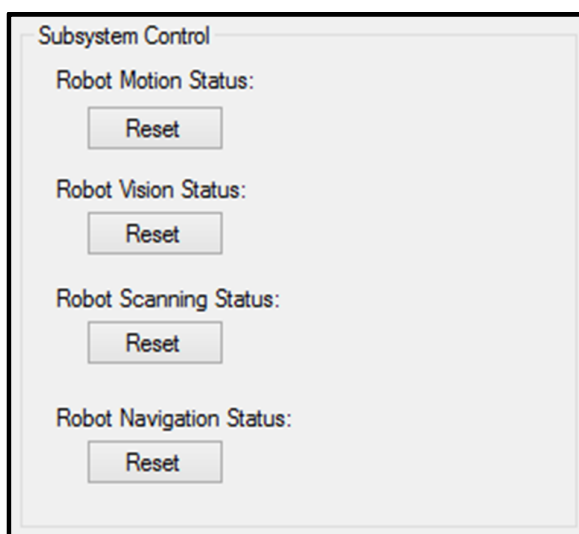 Subsystem Control
Robot Motion Status:
Reset
Robot Vision Status:
Reset
Robot Scanning Status:
Reset
Robot Navigation Status:
Reset